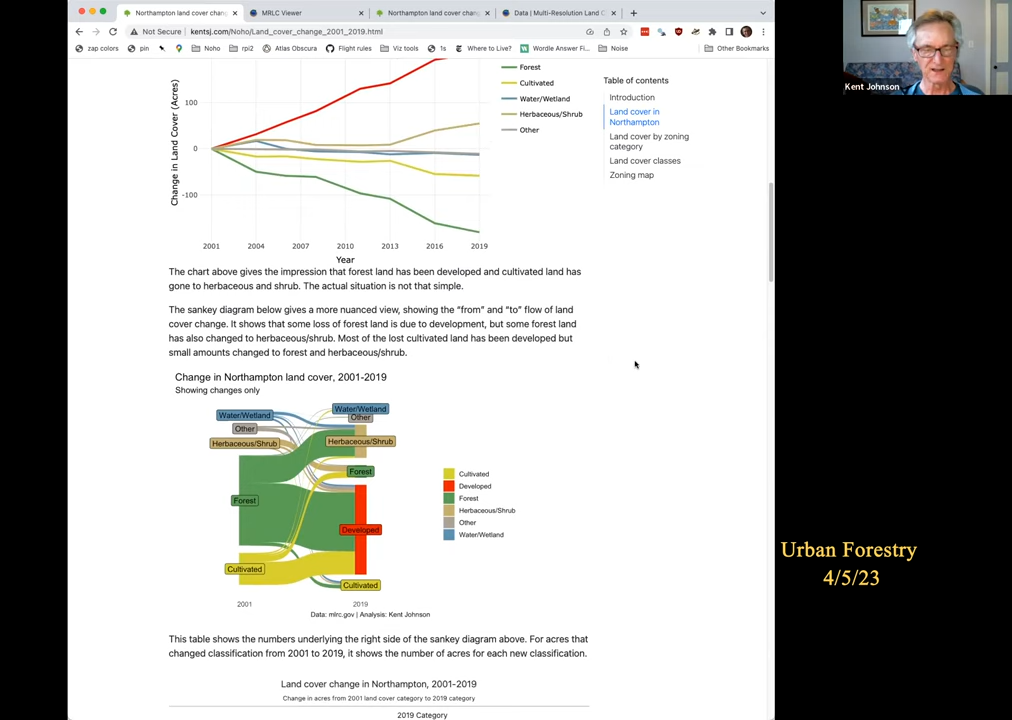 Northampton land cover chan
MRLC Viewer
Northampton land cover chan
Data | Multi-Resolution Land C
Not Secure | kentsj.com/Noho/Land_cover_change_2001_2019.html
zap colors
pin
Noho
rpi2
Atlas Obscura
Flight rules
Viz tools
1s
Where to Live?
Wordle Answer Fi...
Noise
Other Bookmarks
Kent Johnson
Change in Land Cover (Acres)
100
0
-100
2001
2004
2007
2010
2013
2016
2019
Year
Forest
Cultivated
Water/Wetland
Herbaceous/Shrub
Other
Table of contents
Introduction
Land cover in
Northampton
Land cover by zoning
category
Land cover classes
Zoning map
The chart above gives the impression that forest land has been developed and cultivated land has
gone to herbaceous and shrub. The actual situation is not that simple.
The sankey diagram below gives a more nuanced view, showing the “from” and “to” flow of land
cover change. It shows that some loss of forest land is due to development, but some forest land
has also changed to herbaceous/shrub. Most of the lost cultivated land has been developed but
small amounts changed to forest and herbaceous/shrub.
Change in Northampton land cover, 2001-2019
Showing changes only
Water/Wetland
Other
Herbaceous/Shrub
Forest
Cultivated
Water/Wetland
Other
Herbaceous/Shrub
Forest
Developed
Cultivated
2001
2019
Cultivated
Developed
Forest
Herbaceous/Shrub
Other
Water/Wetland
Data: mlrc.gov | Analysis: Kent Johnson
Urban Forestry
4/5/23
This table shows the numbers underlying the right side of the sankey diagram above. For acres that
changed classification from 2001 to 2019, it shows the number of acres for each new classification.
Land cover change in Northampton, 2001-2019
Change in acres from 2001 land cover category to 2019 category
2019 Category